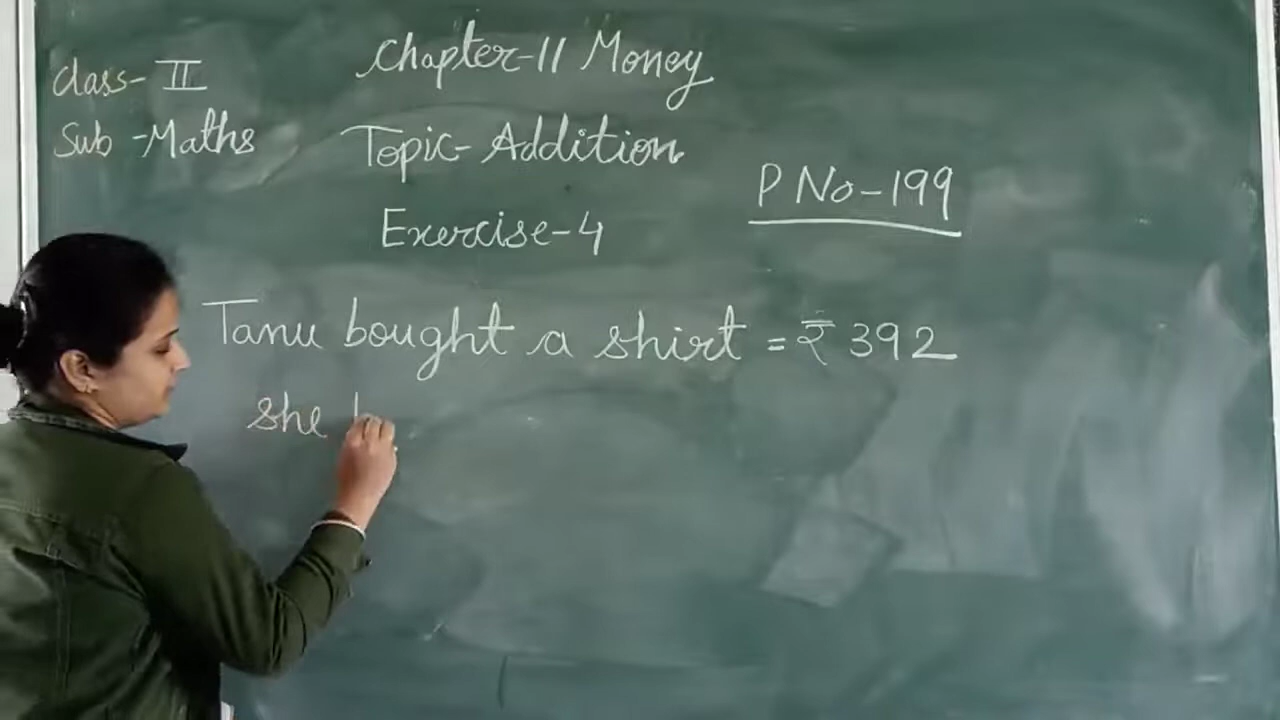 Class- II
Sub -Maths
Chapter-11 Money
Topic- Addition
Exercise-4
P No-199
Tanu bought a shirt = ₹ 392
she